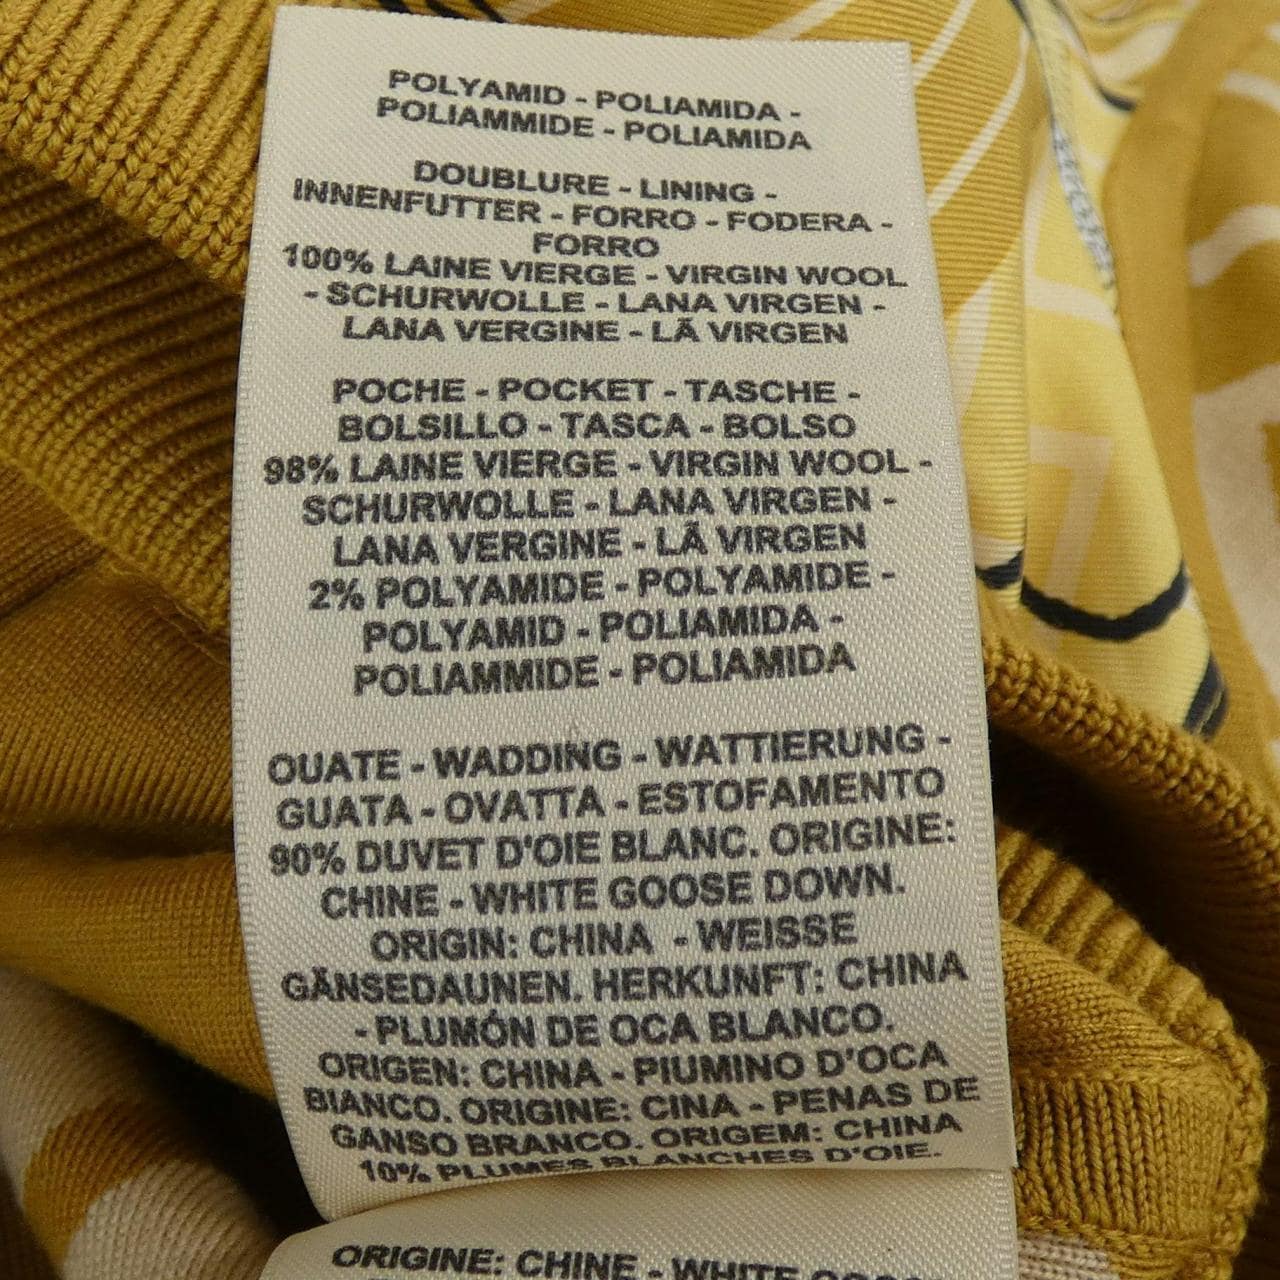 POLYAMID - POLIAMIDA -
POLIAMMIDE - POLIAMIDA
DOUBLURE - LINING -
INNENFUTTER - FORRO - FODERA -
FORRO
100% LAINE VIERGE - VIRGIN WOOL
- SCHURWOLLE - LANA VIRGEN -
LANA VERGINE - LÃ VIRGEN
POCHE - POCKET - TASCHE -
BOLSILLO - TASCA - BOLSO
98% LAINE VIERGE - VIRGIN WOOL -
SCHURWOLLE - LANA VIRGEN -
LANA VERGINE - LÃ VIRGEN
2% POLYAMIDE - POLYAMIDE -
POLYAMID - POLIAMIDA -
POLIAMMIDE - POLIAMIDA
OUATE - WADDING - WATTIERUNG -
GUATA - OVATTA - ESTOFAMENTO
90% DUVET D'OIE BLANC. ORIGINE:
CHINE - WHITE GOOSE DOWN.
ORIGIN: CHINA - WEISSE
GÄNSEDAUNEN. HERKUNFT: CHINA
- PLUMÓN DE OCA BLANCO.
ORIGEN: CHINA - PIUMINO D'OCA
BIANCO. ORIGINE: CINA - PENAS DE
GANSO BRANCO. ORIGEM: CHINA
10% PLUMES BLANCHES D'OIE.
ORIGINE: CHINE - WHITE